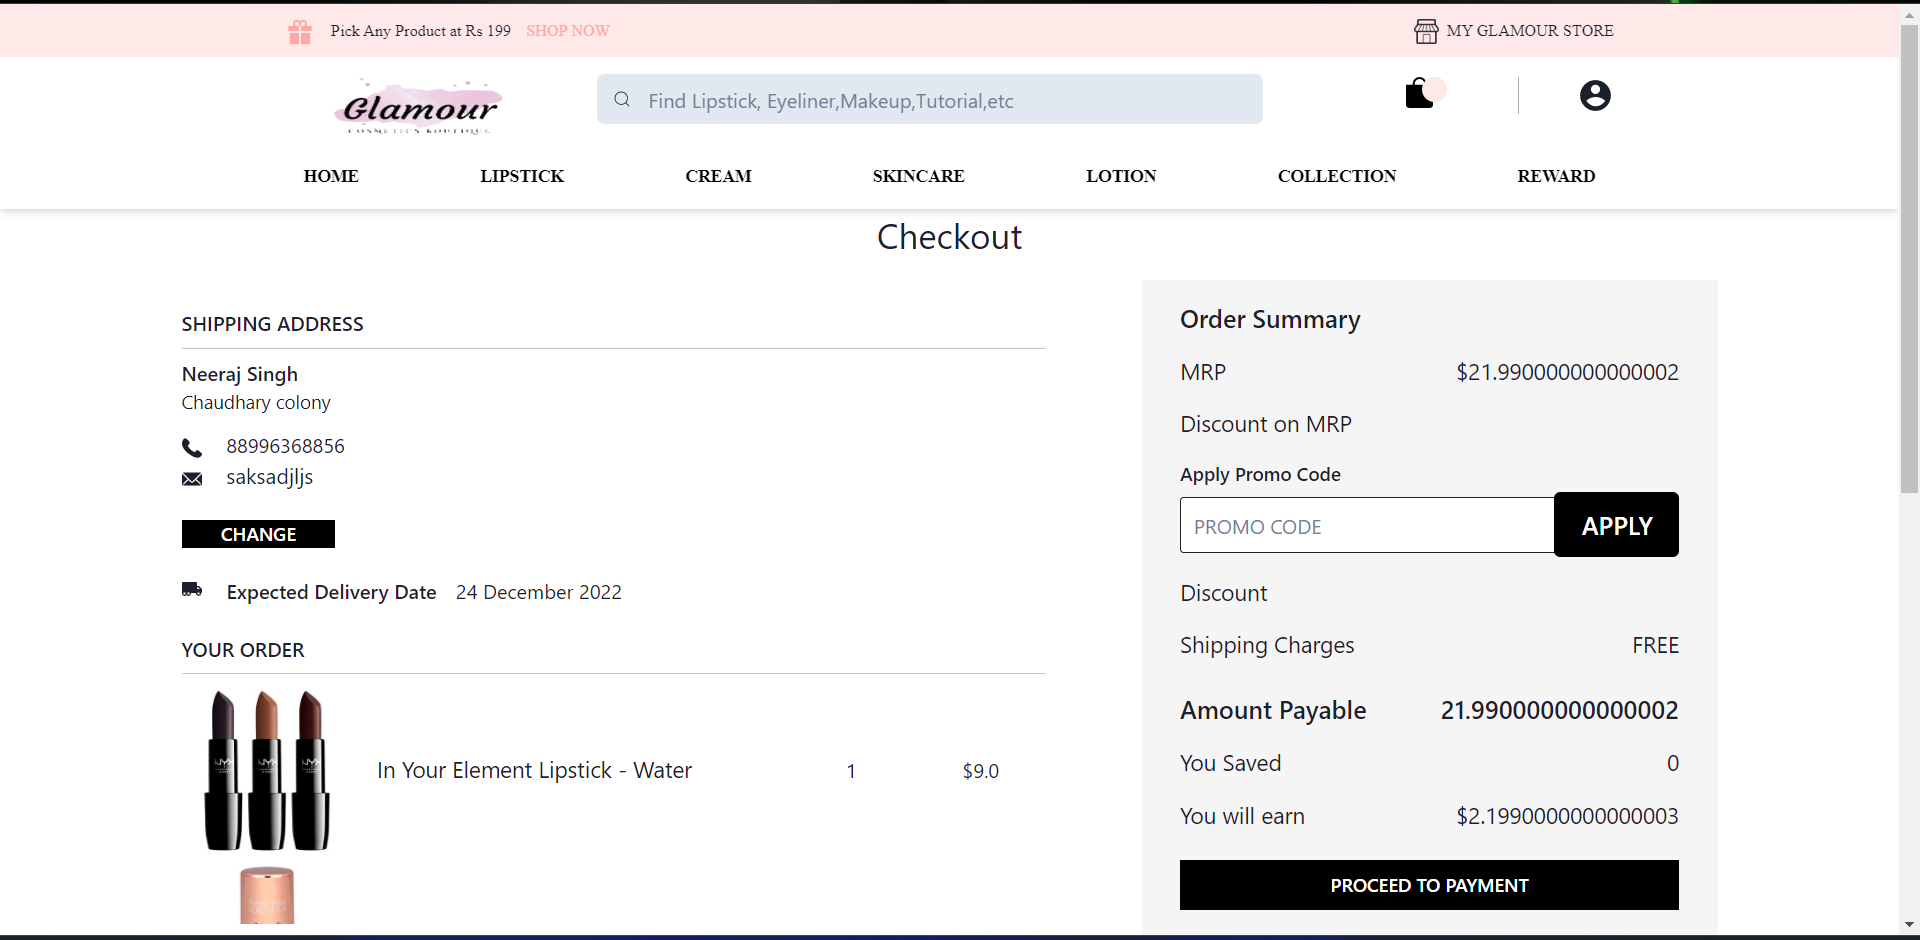 Pick Any Product at Rs 199 SHOP NOW
MY GLAMOUR STORE
Glamour
COSMETICS BOUTIQUE
Find Lipstick, Eyeliner,Makeup,Tutorial,etc
HOME LIPSTICK CREAM SKINCARE LOTION COLLECTION REWARD
Checkout
SHIPPING ADDRESS
Neeraj Singh
Chaudhary colony
88996368856
saksadjljs
CHANGE
Expected Delivery Date 24 December 2022
YOUR ORDER
NYX NYX NYX
In Your Element Lipstick - Water 1 $9.0
Order Summary
MRP $21.990000000000002
Discount on MRP
Apply Promo Code
PROMO CODE APPLY
Discount
Shipping Charges FREE
Amount Payable 21.990000000000002
You Saved 0
You will earn $2.1990000000000003
PROCEED TO PAYMENT